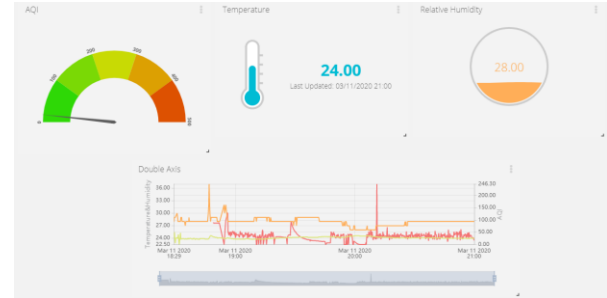 AQI
Temperature
Relative Humidity
0
100
200
300
400
500
24.00
Last Updated: 03/11/2020 21:00
28.00
Double Axis
Temperature&Humidity
36.00
33.00
30.00
27.00
24.00
22.50
246.50
200.00
150.00
100.00
50.00
0.00
AQI
Mar 11 2020
18:29
Mar 11 2020
19:00
Mar 11 2020
20:00
Mar 11 2020
21:00